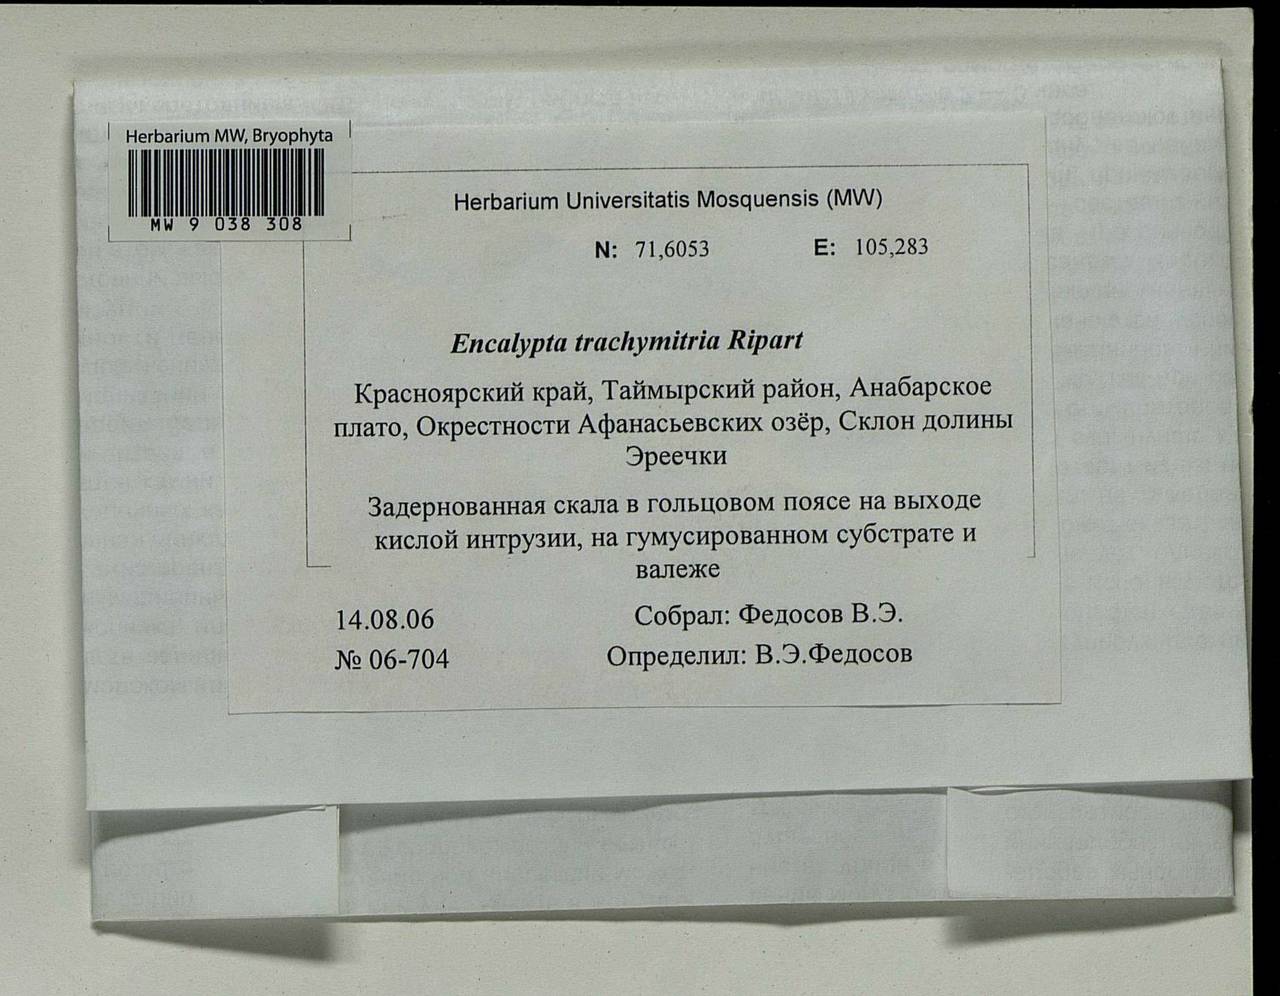 Herbarium MW, Bryophyta
MW 9 038 308
Herbarium Universitatis Mosquensis (MW)
N: 71,6053 E: 105,283
Encalypta trachymitria Ripart
Красноярский край, Таймырский район, Анабарское
плато, Окрестности Афанасьевских озёр, Склон долины
Эреечки
Задернованная скала в гольцовом поясе на выходе
кислой интрузии, на гумусированном субстрате и
валеже
14.08.06 Собрал: Федосов В.Э.
№ 06-704 Определил: В.Э.Федосов